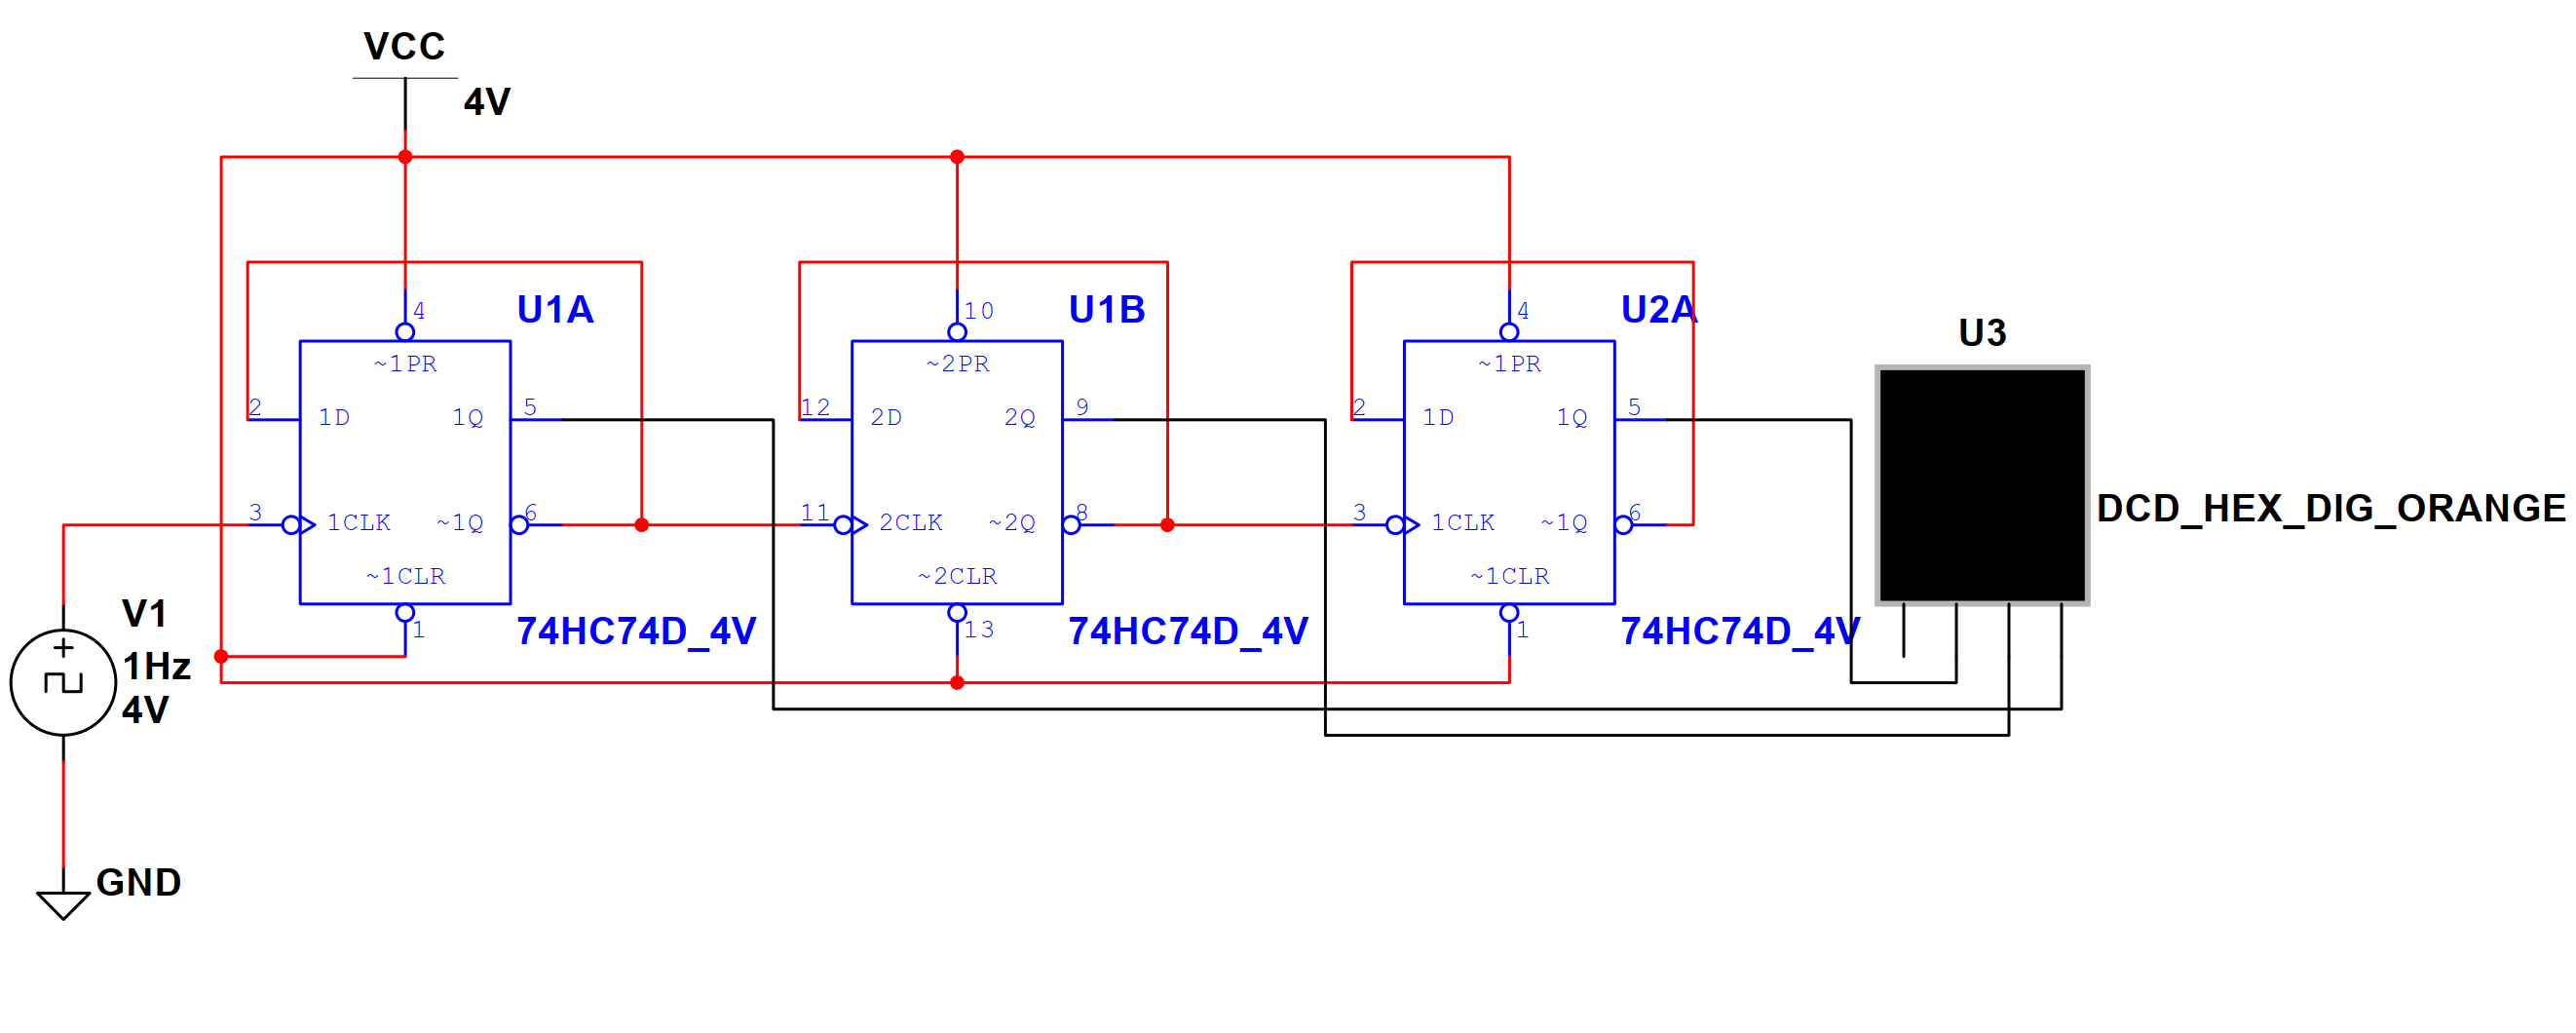 VCC
4V
U1A
U1B
U2A
U3
4
10
4
~1PR
~2PR
~1PR
2
1D
1Q
5
12
2D
2Q
9
2
1D
1Q
5
3
1CLK
~1Q
6
11
2CLK
~2Q
8
3
1CLK
~1Q
6
DCD_HEX_DIG_ORANGE
~1CLR
~2CLR
~1CLR
1
13
1
74HC74D_4V
74HC74D_4V
74HC74D_4V
V1
1Hz
4V
GND